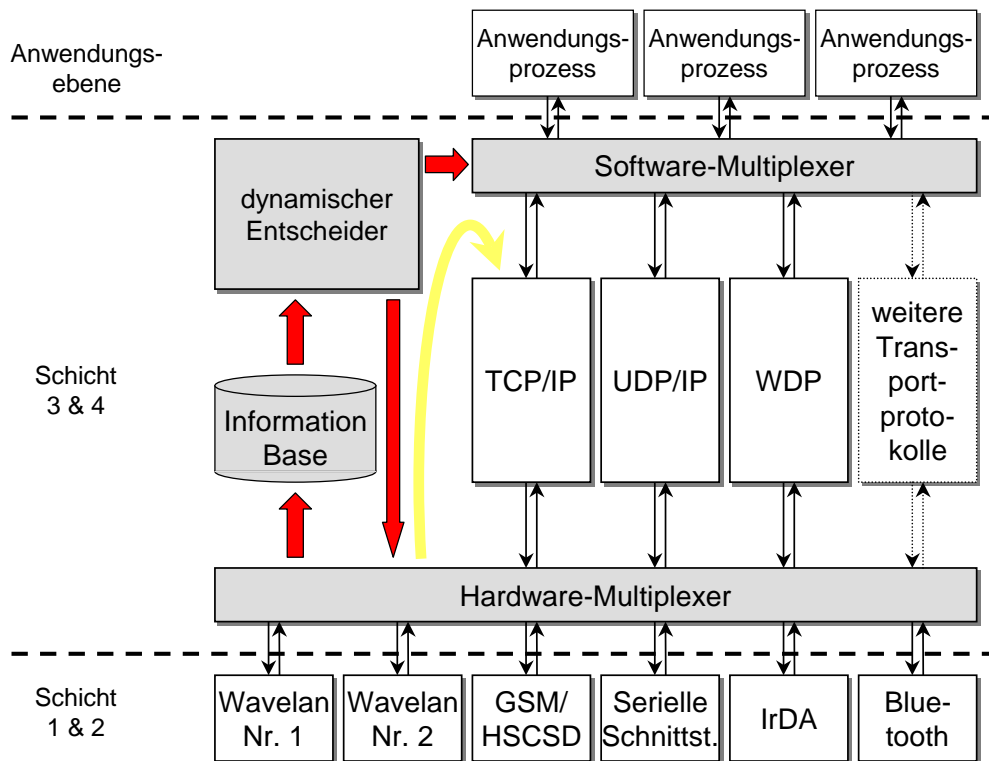 Anwendungs-
ebene
Anwendungs-
prozess
Anwendungs-
prozess
Anwendungs-
prozess
Software-Multiplexer
dynamischer
Entscheider
Schicht
3 & 4
Information
Base
TCP/IP
UDP/IP
WDP
weitere
Trans-
port-
proto-
kolle
Hardware-Multiplexer
Schicht
1 & 2
Wavelan
Nr. 1
Wavelan
Nr. 2
GSM/
HSCSD
Serielle
Schnittst.
IrDA
Blue-
tooth